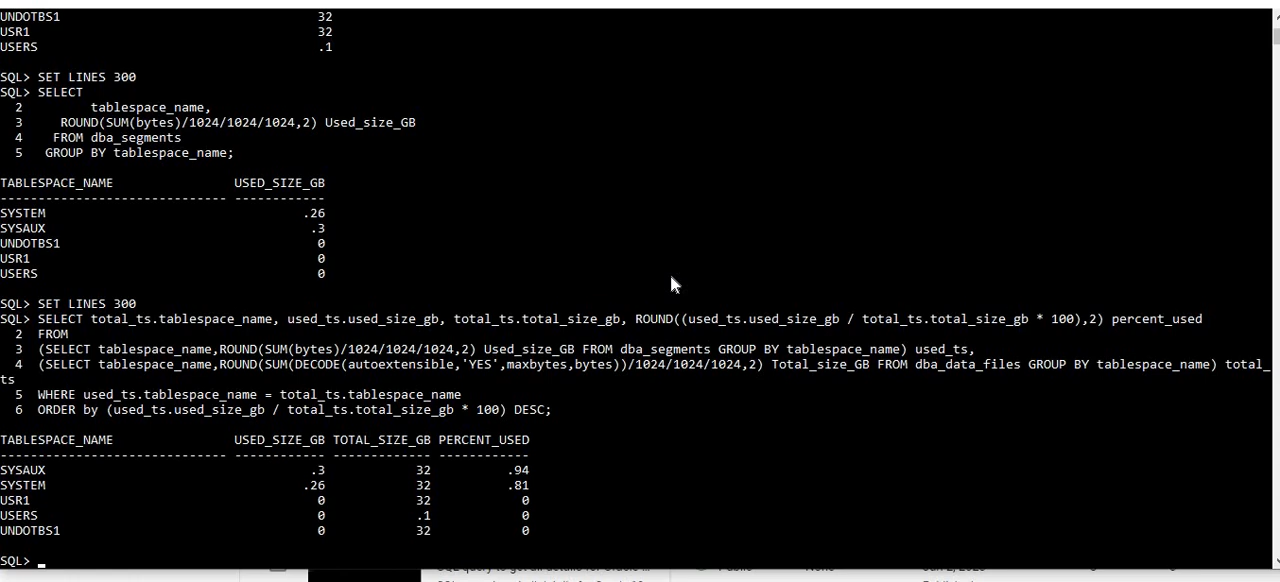 UNDOTBS1                                  32
USR1                                      32
USERS                                     .1
SQL> SET LINES 300
SQL> SELECT
  2         tablespace_name,
  3     ROUND(SUM(bytes)/1024/1024/1024,2) Used_size_GB
  4    FROM dba_segments
  5   GROUP BY tablespace_name;
TABLESPACE_NAME                USED_SIZE_GB
------------------------------ ------------
SYSTEM                                  .26
SYSAUX                                   .3
UNDOTBS1                                  0
USR1                                      0
USERS                                     0
SQL> SET LINES 300
SQL> SELECT total_ts.tablespace_name, used_ts.used_size_gb, total_ts.total_size_gb, ROUND((used_ts.used_size_gb / total_ts.total_size_gb * 100),2) percent_used
  2  FROM
  3  (SELECT tablespace_name,ROUND(SUM(bytes)/1024/1024/1024,2) Used_size_GB FROM dba_segments GROUP BY tablespace_name) used_ts,
  4  (SELECT tablespace_name,ROUND(SUM(DECODE(autoextensible,'YES',maxbytes,bytes))/1024/1024/1024,2) Total_size_GB FROM dba_data_files GROUP BY tablespace_name) total_
ts
  5  WHERE used_ts.tablespace_name = total_ts.tablespace_name
  6  ORDER by (used_ts.used_size_gb / total_ts.total_size_gb * 100) DESC;
TABLESPACE_NAME                USED_SIZE_GB TOTAL_SIZE_GB PERCENT_USED
------------------------------ ------------ ------------- ------------
SYSAUX                                   .3            32          .94
SYSTEM                                  .26            32          .81
USR1                                      0            32            0
USERS                                     0            .1            0
UNDOTBS1                                  0            32            0
SQL>